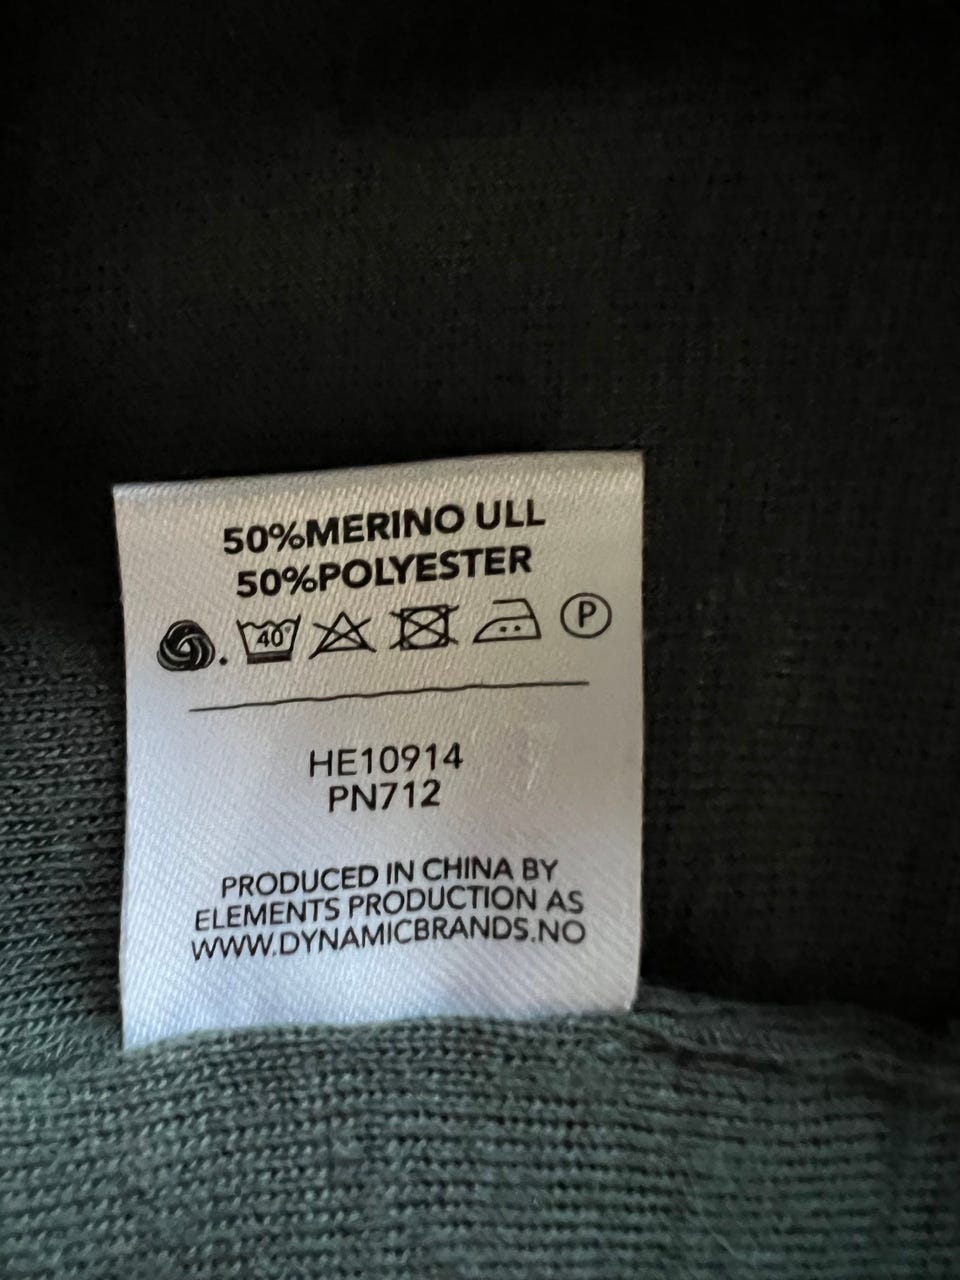 50%MERINO ULL
50%POLYESTER
40° P
HE10914
PN712
PRODUCED IN CHINA BY
ELEMENTS PRODUCTION AS
WWW.DYNAMICBRANDS.NO